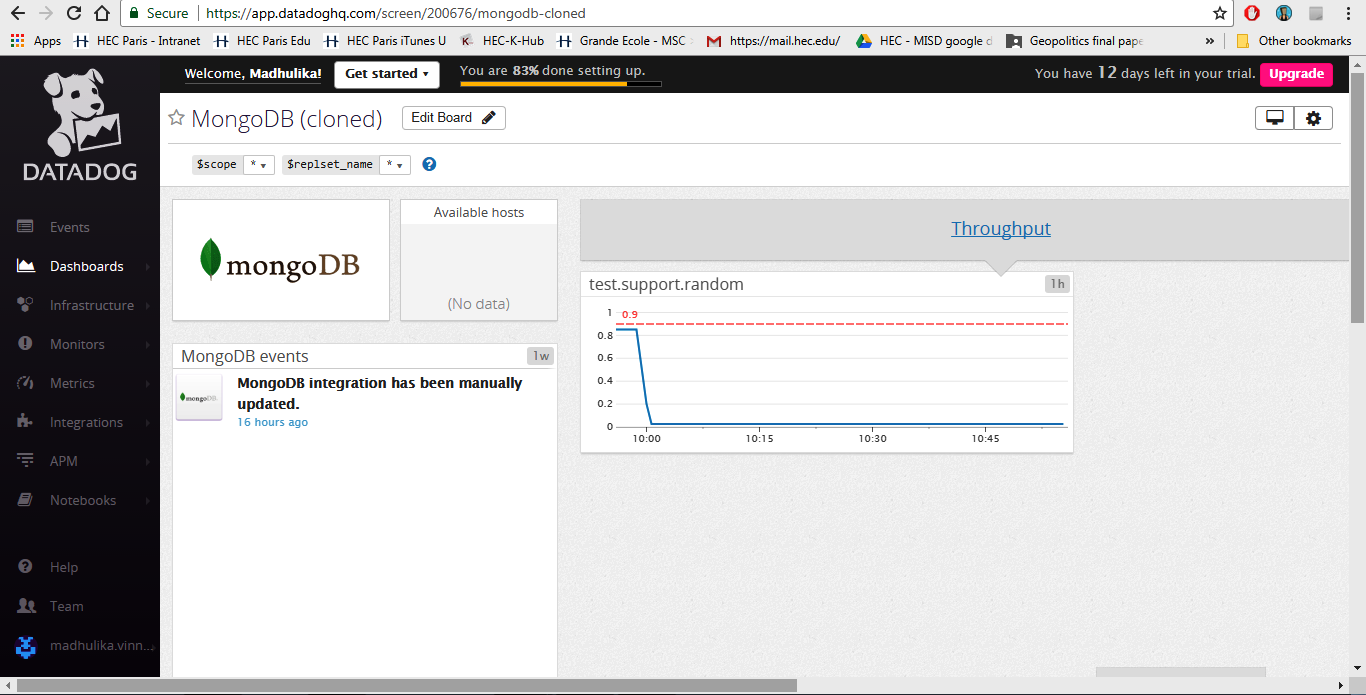 Secure
https://app.datadoghq.com/screen/200676/mongodb-cloned
Apps
HEC Paris - Intranet
HEC Paris Edu
HEC Paris iTunes U
HEC-K-Hub
Grande Ecole - MSC
https://mail.hec.edu/
HEC - MISD google d
Geopolitics final pape
»
Other bookmarks
DATADOG
Welcome, Madhulika!
Get started
You are 83% done setting up.
You have 12 days left in your trial.
Upgrade
MongoDB (cloned)
Edit Board
$scope
*
$replset_name
*
?
Events
Dashboards
Infrastructure
Monitors
Metrics
Integrations
APM
Notebooks
Help
Team
madhulika.vinn...
mongoDB
Available hosts
(No data)
Throughput
MongoDB events
1w
mongoDB
MongoDB integration has been manually
updated.
16 hours ago
test.support.random
1h
1
0.9
0.8
0.6
0.4
0.2
0
10:00
10:15
10:30
10:45